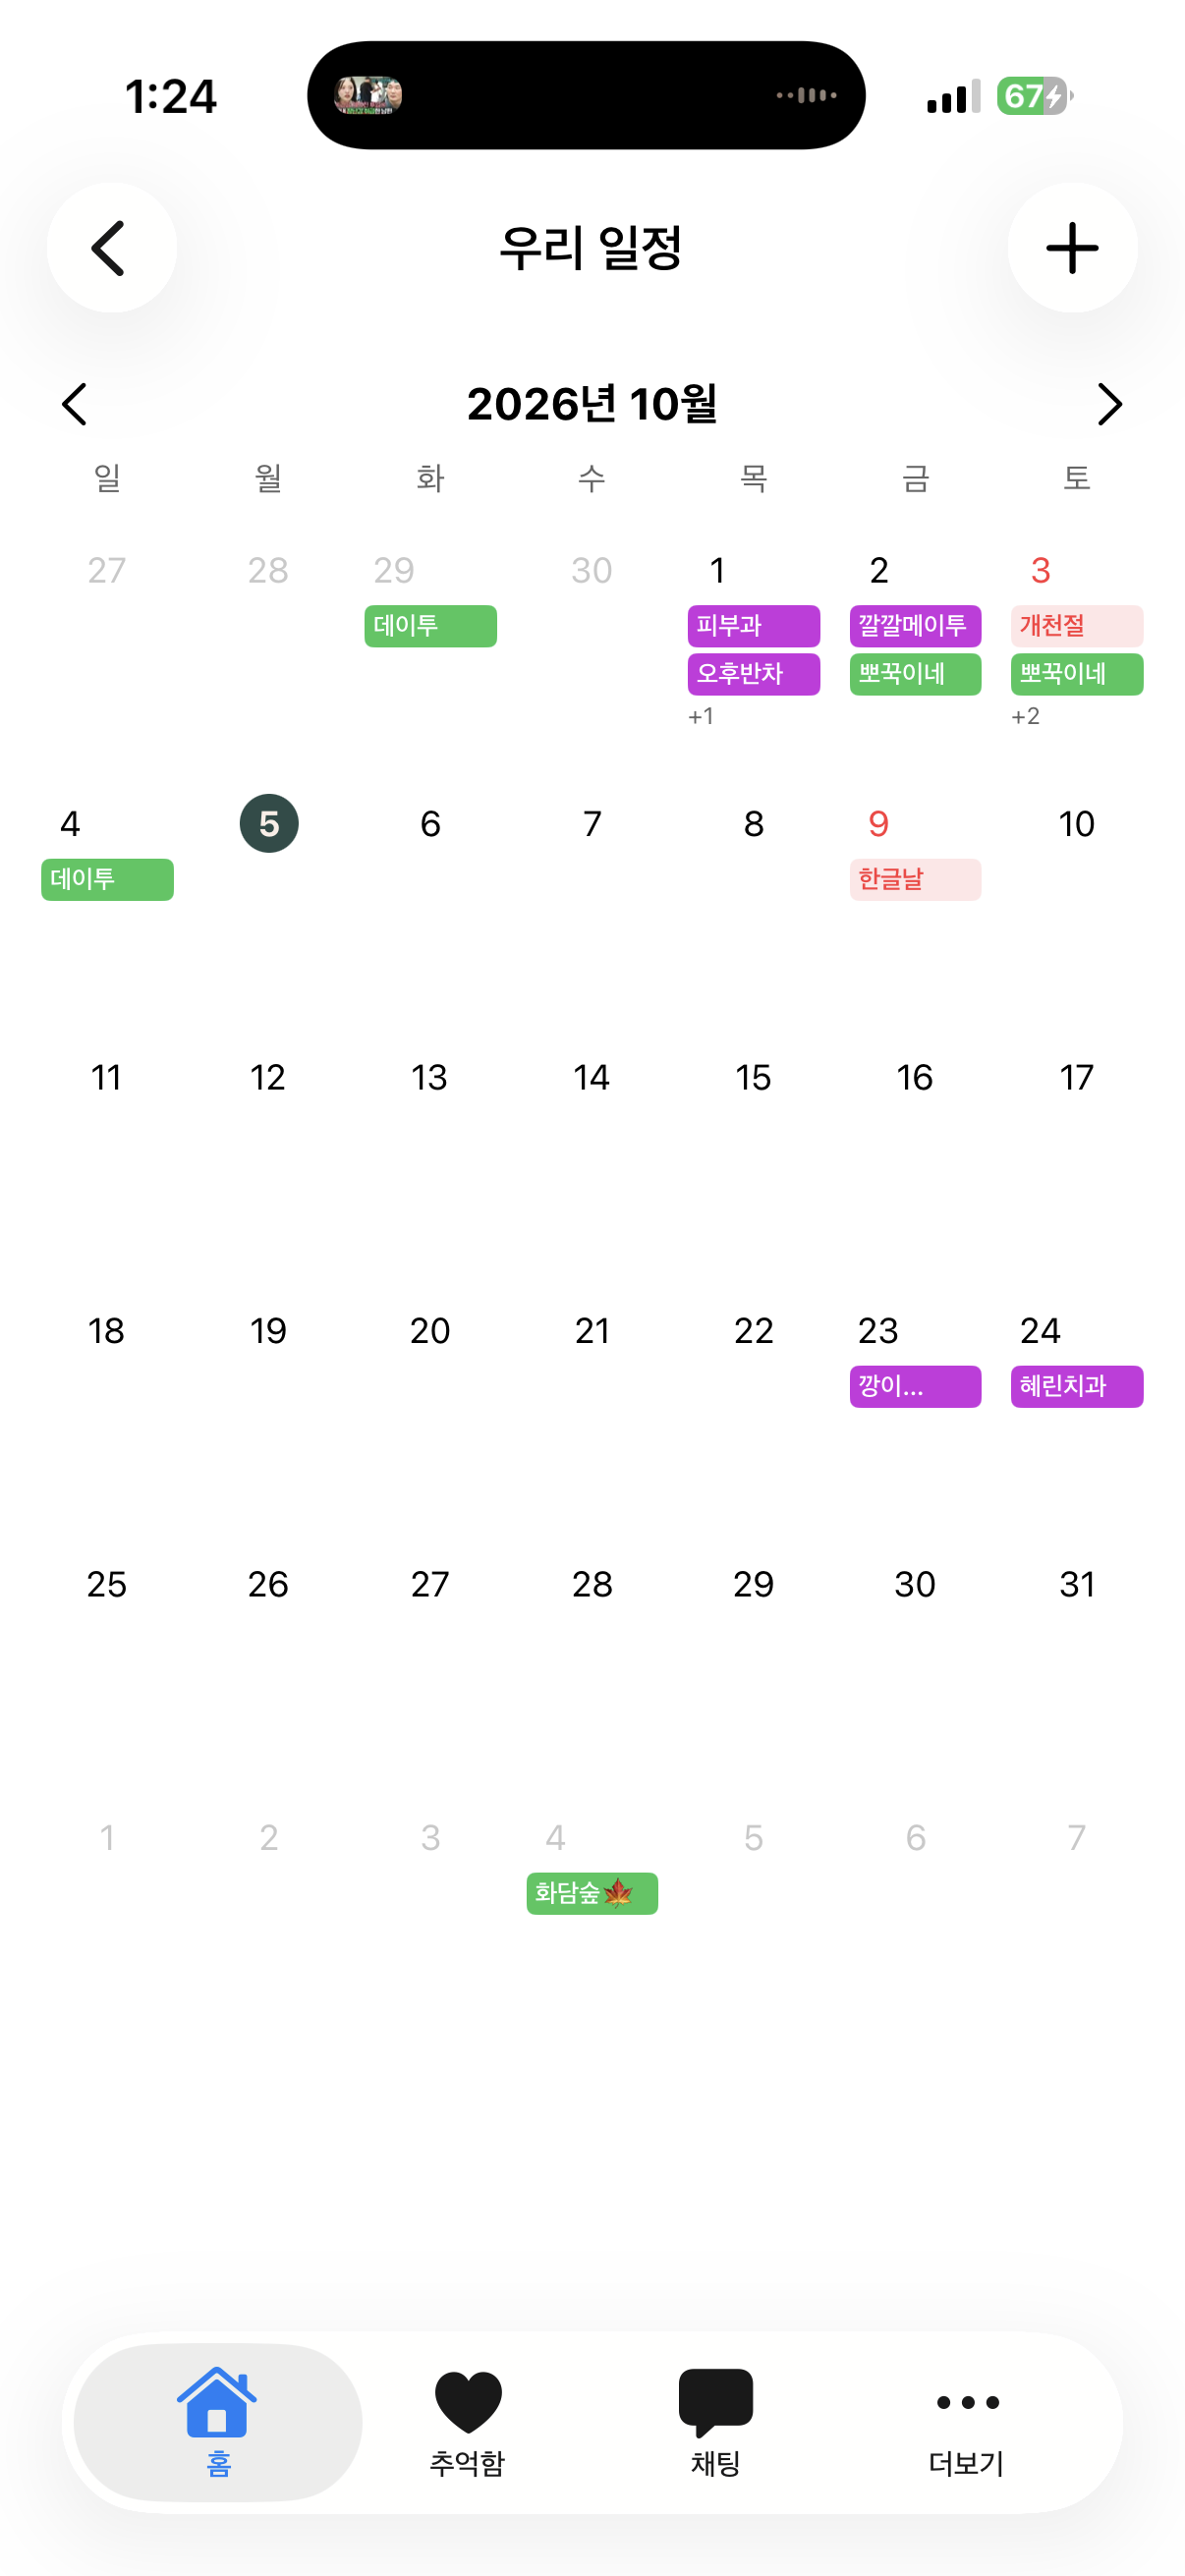 1:24
67
우리 일정
2026년 10월
일 월 화 수 목 금 토
27 28 29 30 1 2 3
데이투 피부과 깔깔메이투 개천절
오후반차 뽀꾹이네 뽀꾹이네
+1 +2
4 5 6 7 8 9 10
데이투 한글날
11 12 13 14 15 16 17
18 19 20 21 22 23 24
깡이... 혜린치과
25 26 27 28 29 30 31
1 2 3 4 5 6 7
화담숲🍁
홈 추억함 채팅 더보기